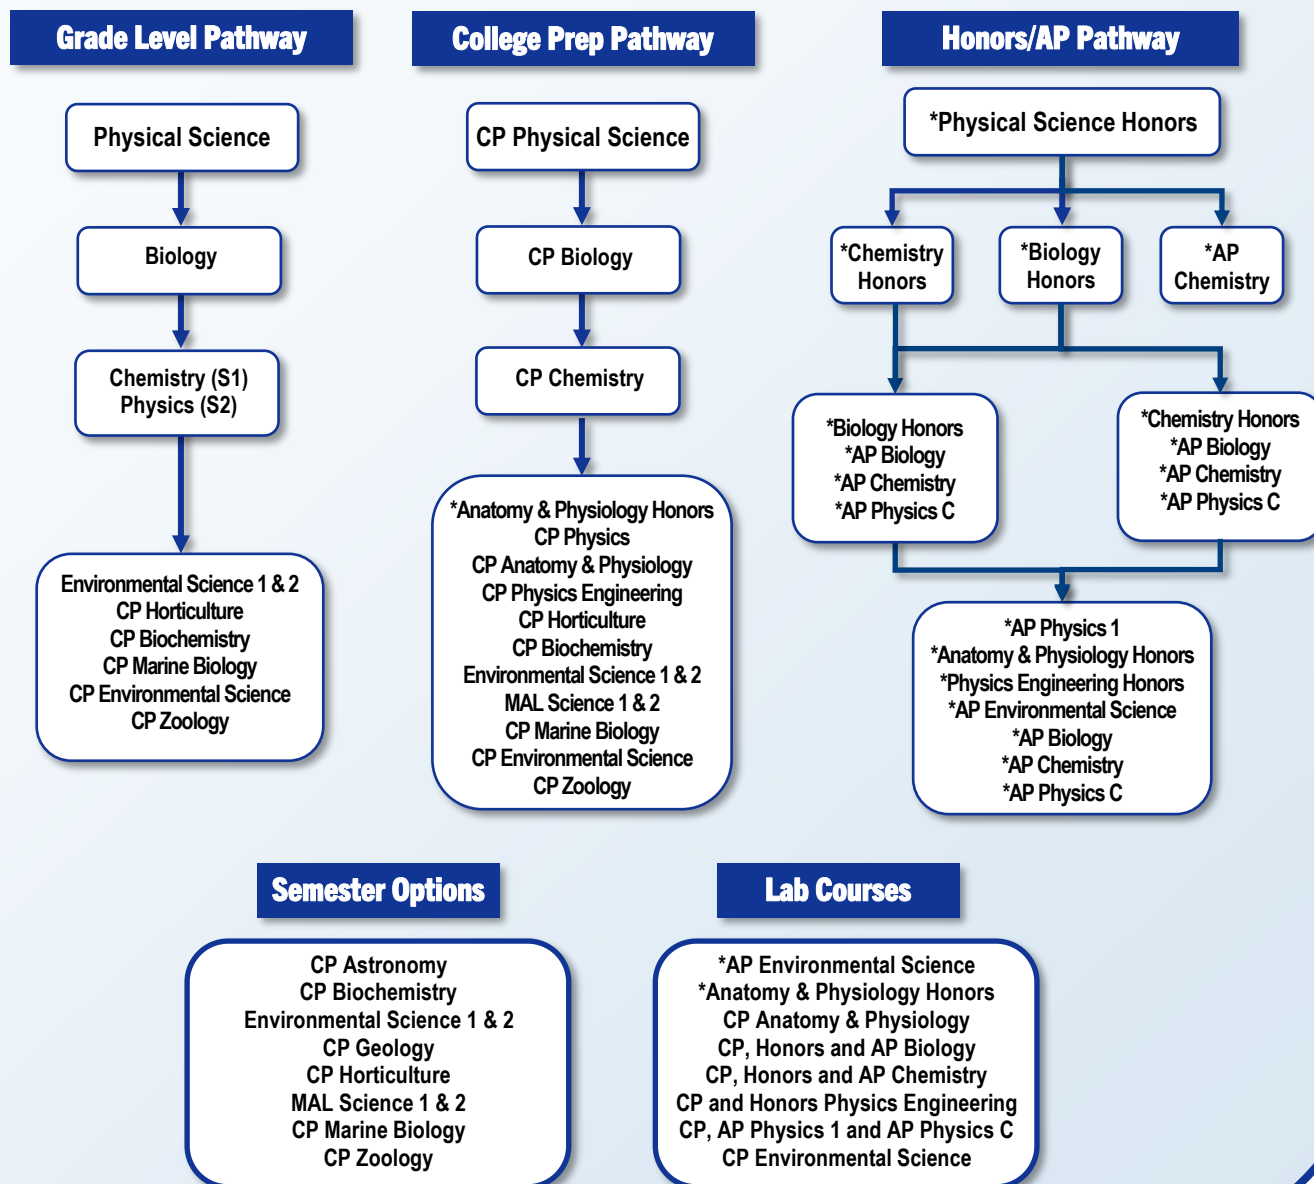 Grade Level Pathway
Physical Science
Biology
Chemistry (S1)
Physics (S2)
Environmental Science 1 & 2
CP Horticulture
CP Biochemistry
CP Marine Biology
CP Environmental Science
CP Zoology
College Prep Pathway
CP Physical Science
CP Biology
CP Chemistry
*Anatomy & Physiology Honors
CP Physics
CP Anatomy & Physiology
CP Physics Engineering
CP Horticulture
CP Biochemistry
Environmental Science 1 & 2
MAL Science 1 & 2
CP Marine Biology
CP Environmental Science
CP Zoology
Honors/AP Pathway
*Physical Science Honors
*Chemistry
Honors
*Biology
Honors
*AP
Chemistry
*Biology Honors
*AP Biology
*AP Chemistry
*AP Physics C
*Chemistry Honors
*AP Biology
*AP Chemistry
*AP Physics C
*AP Physics 1
*Anatomy & Physiology Honors
*Physics Engineering Honors
*AP Environmental Science
*AP Biology
*AP Chemistry
*AP Physics C
Semester Options
CP Astronomy
CP Biochemistry
Environmental Science 1 & 2
CP Geology
CP Horticulture
MAL Science 1 & 2
CP Marine Biology
CP Zoology
Lab Courses
*AP Environmental Science
*Anatomy & Physiology Honors
CP Anatomy & Physiology
CP, Honors and AP Biology
CP, Honors and AP Chemistry
CP and Honors Physics Engineering
CP, AP Physics 1 and AP Physics C
CP Environmental Science